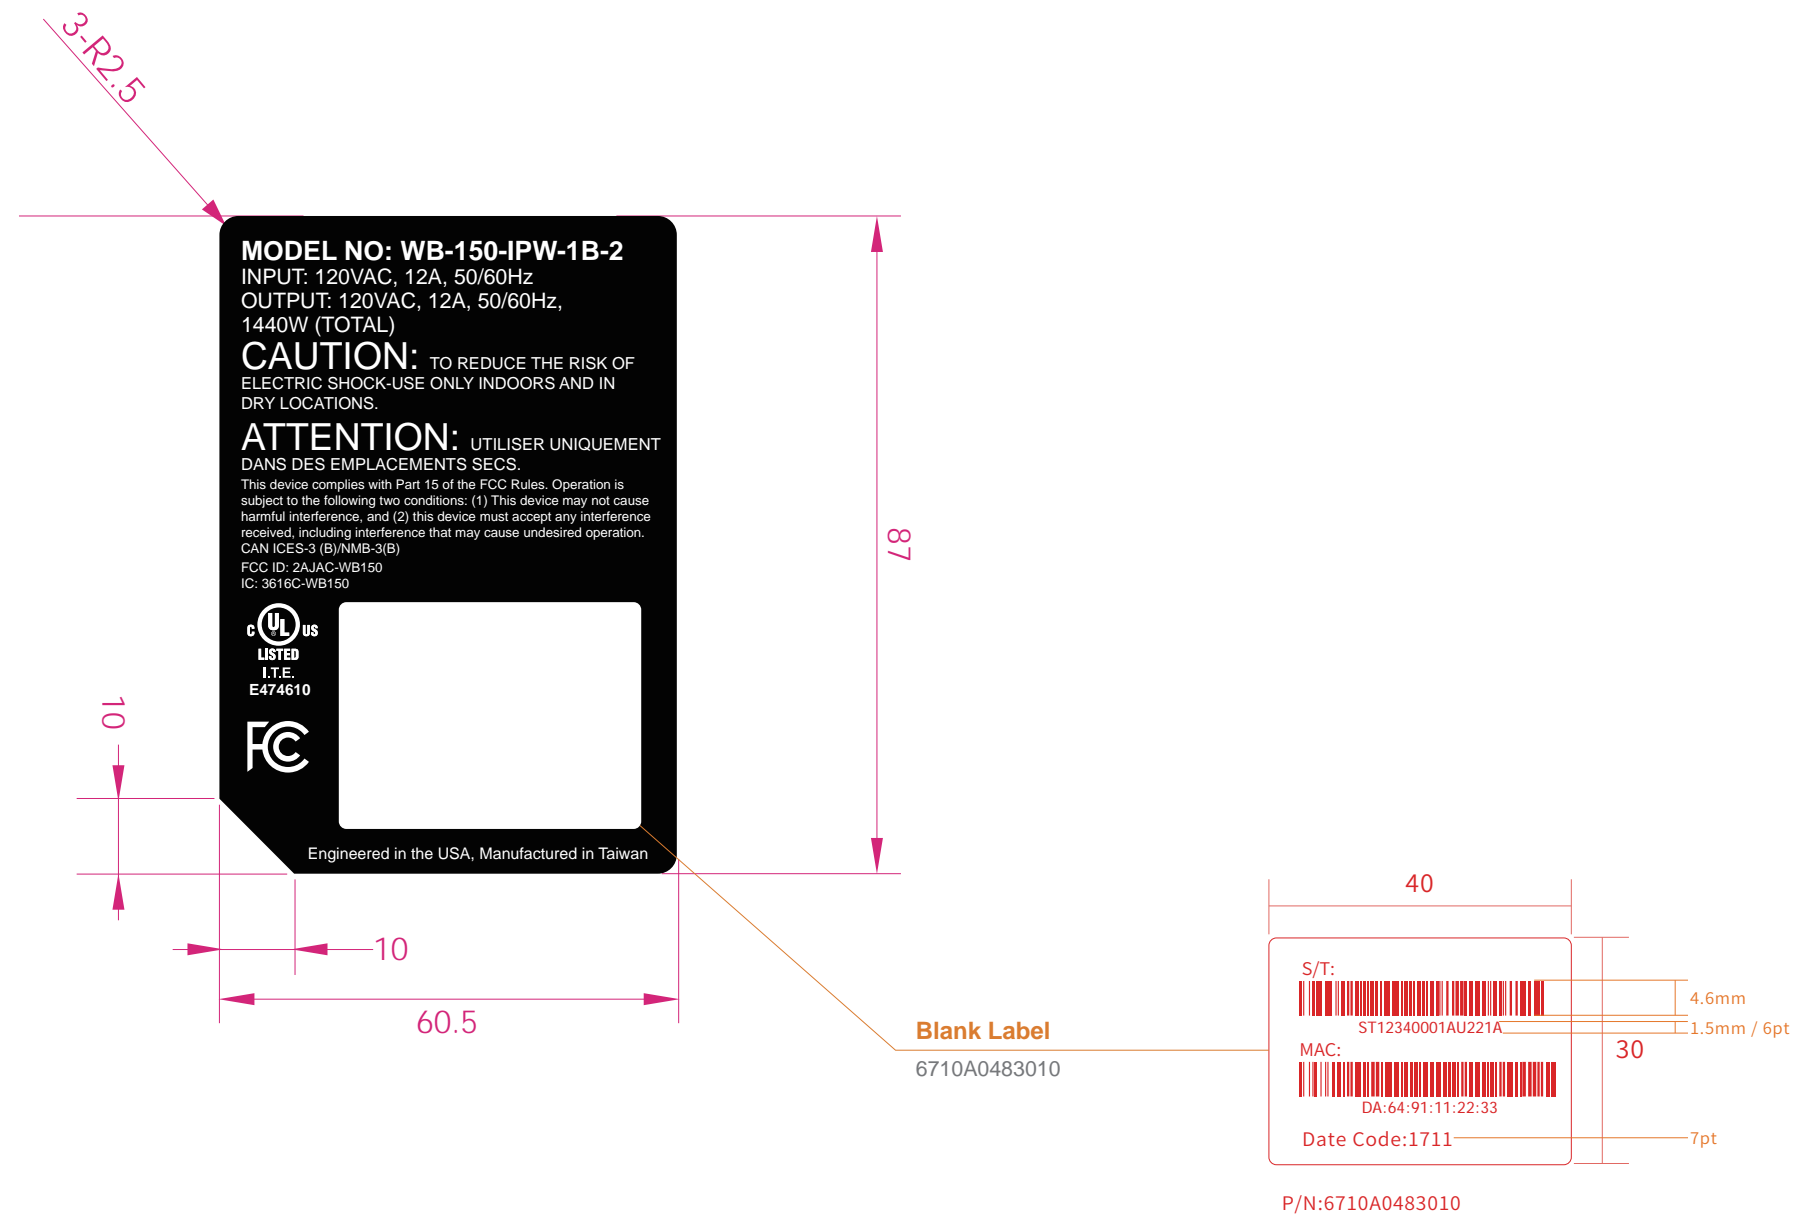 3-R2.5
MODEL NO: WB-150-IPW-1B-2
INPUT: 120VAC, 12A, 50/60Hz
OUTPUT: 120VAC, 12A, 50/60Hz,
1440W (TOTAL)
CAUTION: TO REDUCE THE RISK OF
ELECTRIC SHOCK-USE ONLY INDOORS AND IN
DRY LOCATIONS.
ATTENTION: UTILISER UNIQUEMENT
DANS DES EMPLACEMENTS SECS.
This device complies with Part 15 of the FCC Rules. Operation is
subject to the following two conditions: (1) This device may not cause
harmful interference, and (2) this device must accept any interference
received, including interference that may cause undesired operation.
CAN ICES-3 (B)/NMB-3(B)
FCC ID: 2AJAC-WB150
IC: 3616C-WB150
C UL ® US
LISTED
I.T.E.
E474610
FC
Engineered in the USA, Manufactured in Taiwan
87
10
10
60.5
Blank Label
6710A0483010
40
30
S/T:
ST12340001AU221A
MAC:
DA:64:91:11:22:33
Date Code:1711
4.6mm
1.5mm / 6pt
7pt
P/N:6710A0483010